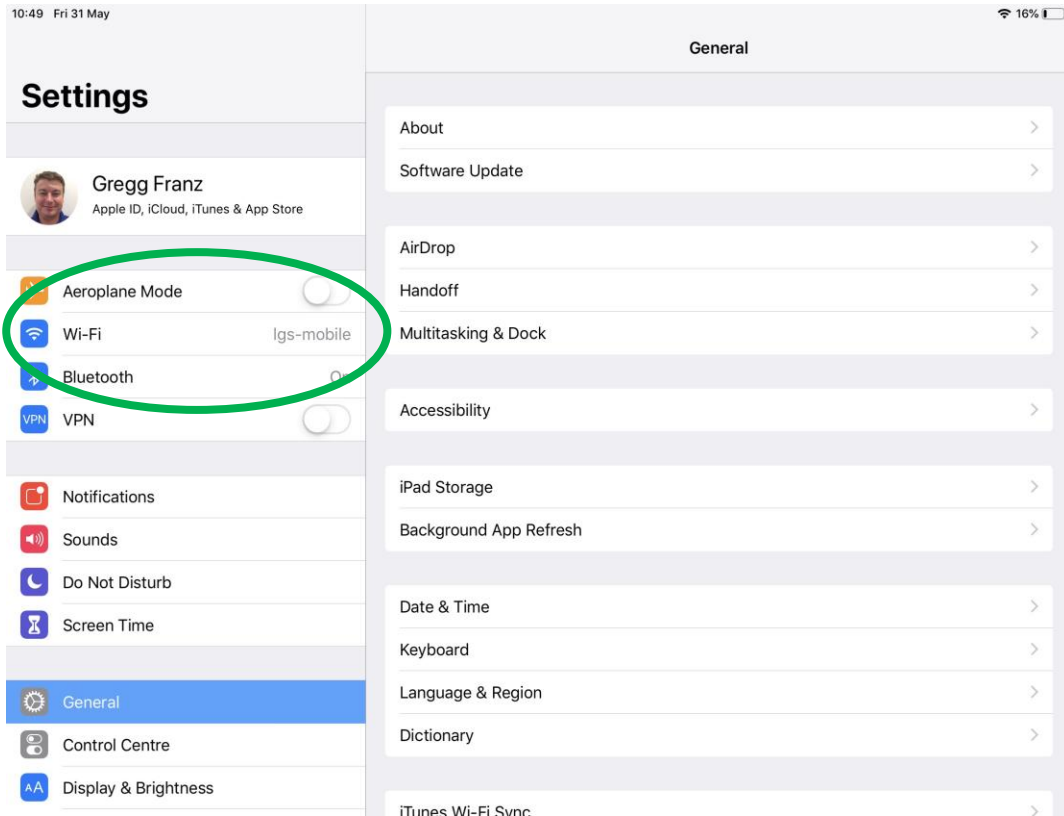 10:49 Fri 31 May
16%
Settings
Gregg Franz
Apple ID, iCloud, iTunes & App Store
Aeroplane Mode
Wi-Fi lgs-mobile
Bluetooth On
VPN VPN
Notifications
Sounds
Do Not Disturb
Screen Time
General
Control Centre
AA Display & Brightness
General
About
Software Update
AirDrop
Handoff
Multitasking & Dock
Accessibility
iPad Storage
Background App Refresh
Date & Time
Keyboard
Language & Region
Dictionary
iTunes Wi-Fi Sync